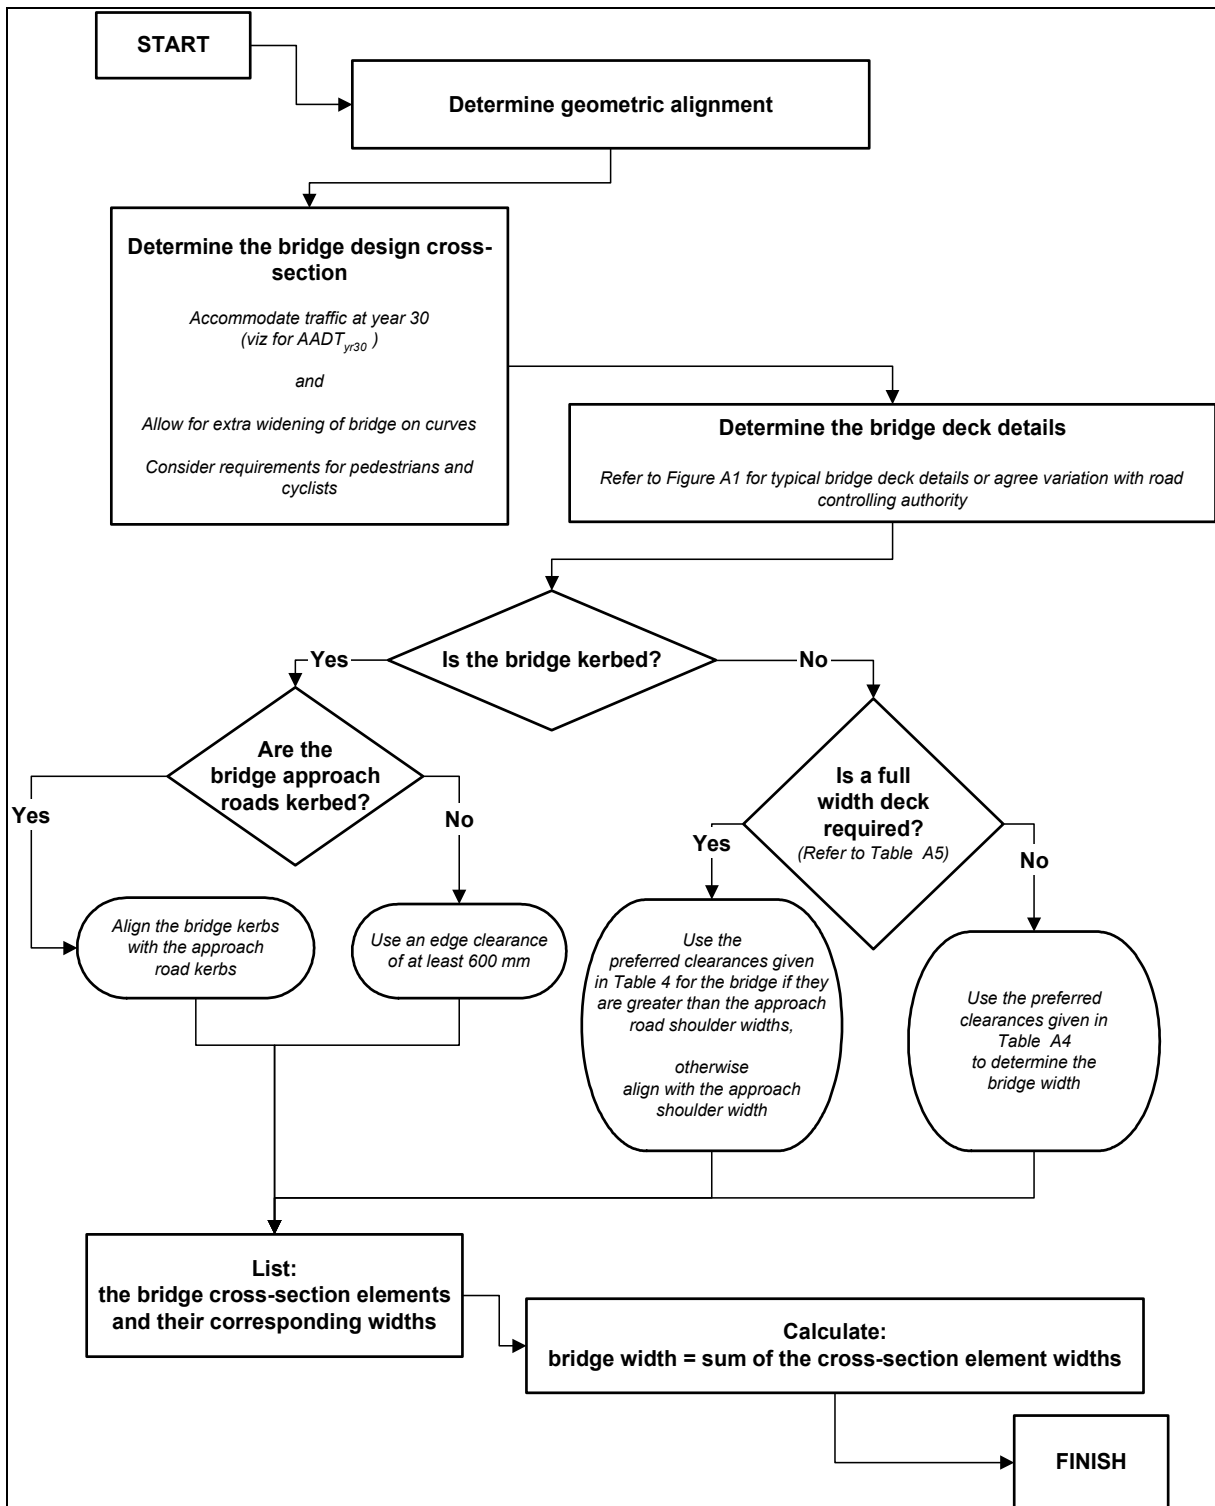 START
Determine geometric alignment
Determine the bridge design cross-
section
Accommodate traffic at year 30
(viz for AADTyr30 )
and
Allow for extra widening of bridge on curves
Consider requirements for pedestrians and
cyclists
Determine the bridge deck details
Refer to Figure A1 for typical bridge deck details or agree variation with road
controlling authority
Is the bridge kerbed?
Yes
No
Are the
bridge approach
roads kerbed?
Yes
No
Is a full
width deck
required?
(Refer to Table A5)
Yes
No
Align the bridge kerbs
with the approach
road kerbs
Use an edge clearance
of at least 600 mm
Use the
preferred clearances given
in Table 4 for the bridge if they
are greater than the approach
road shoulder widths,
otherwise
align with the approach
shoulder width
Use the preferred
clearances given in
Table A4
to determine the
bridge width
List:
the bridge cross-section elements
and their corresponding widths
Calculate:
bridge width = sum of the cross-section element widths
FINISH